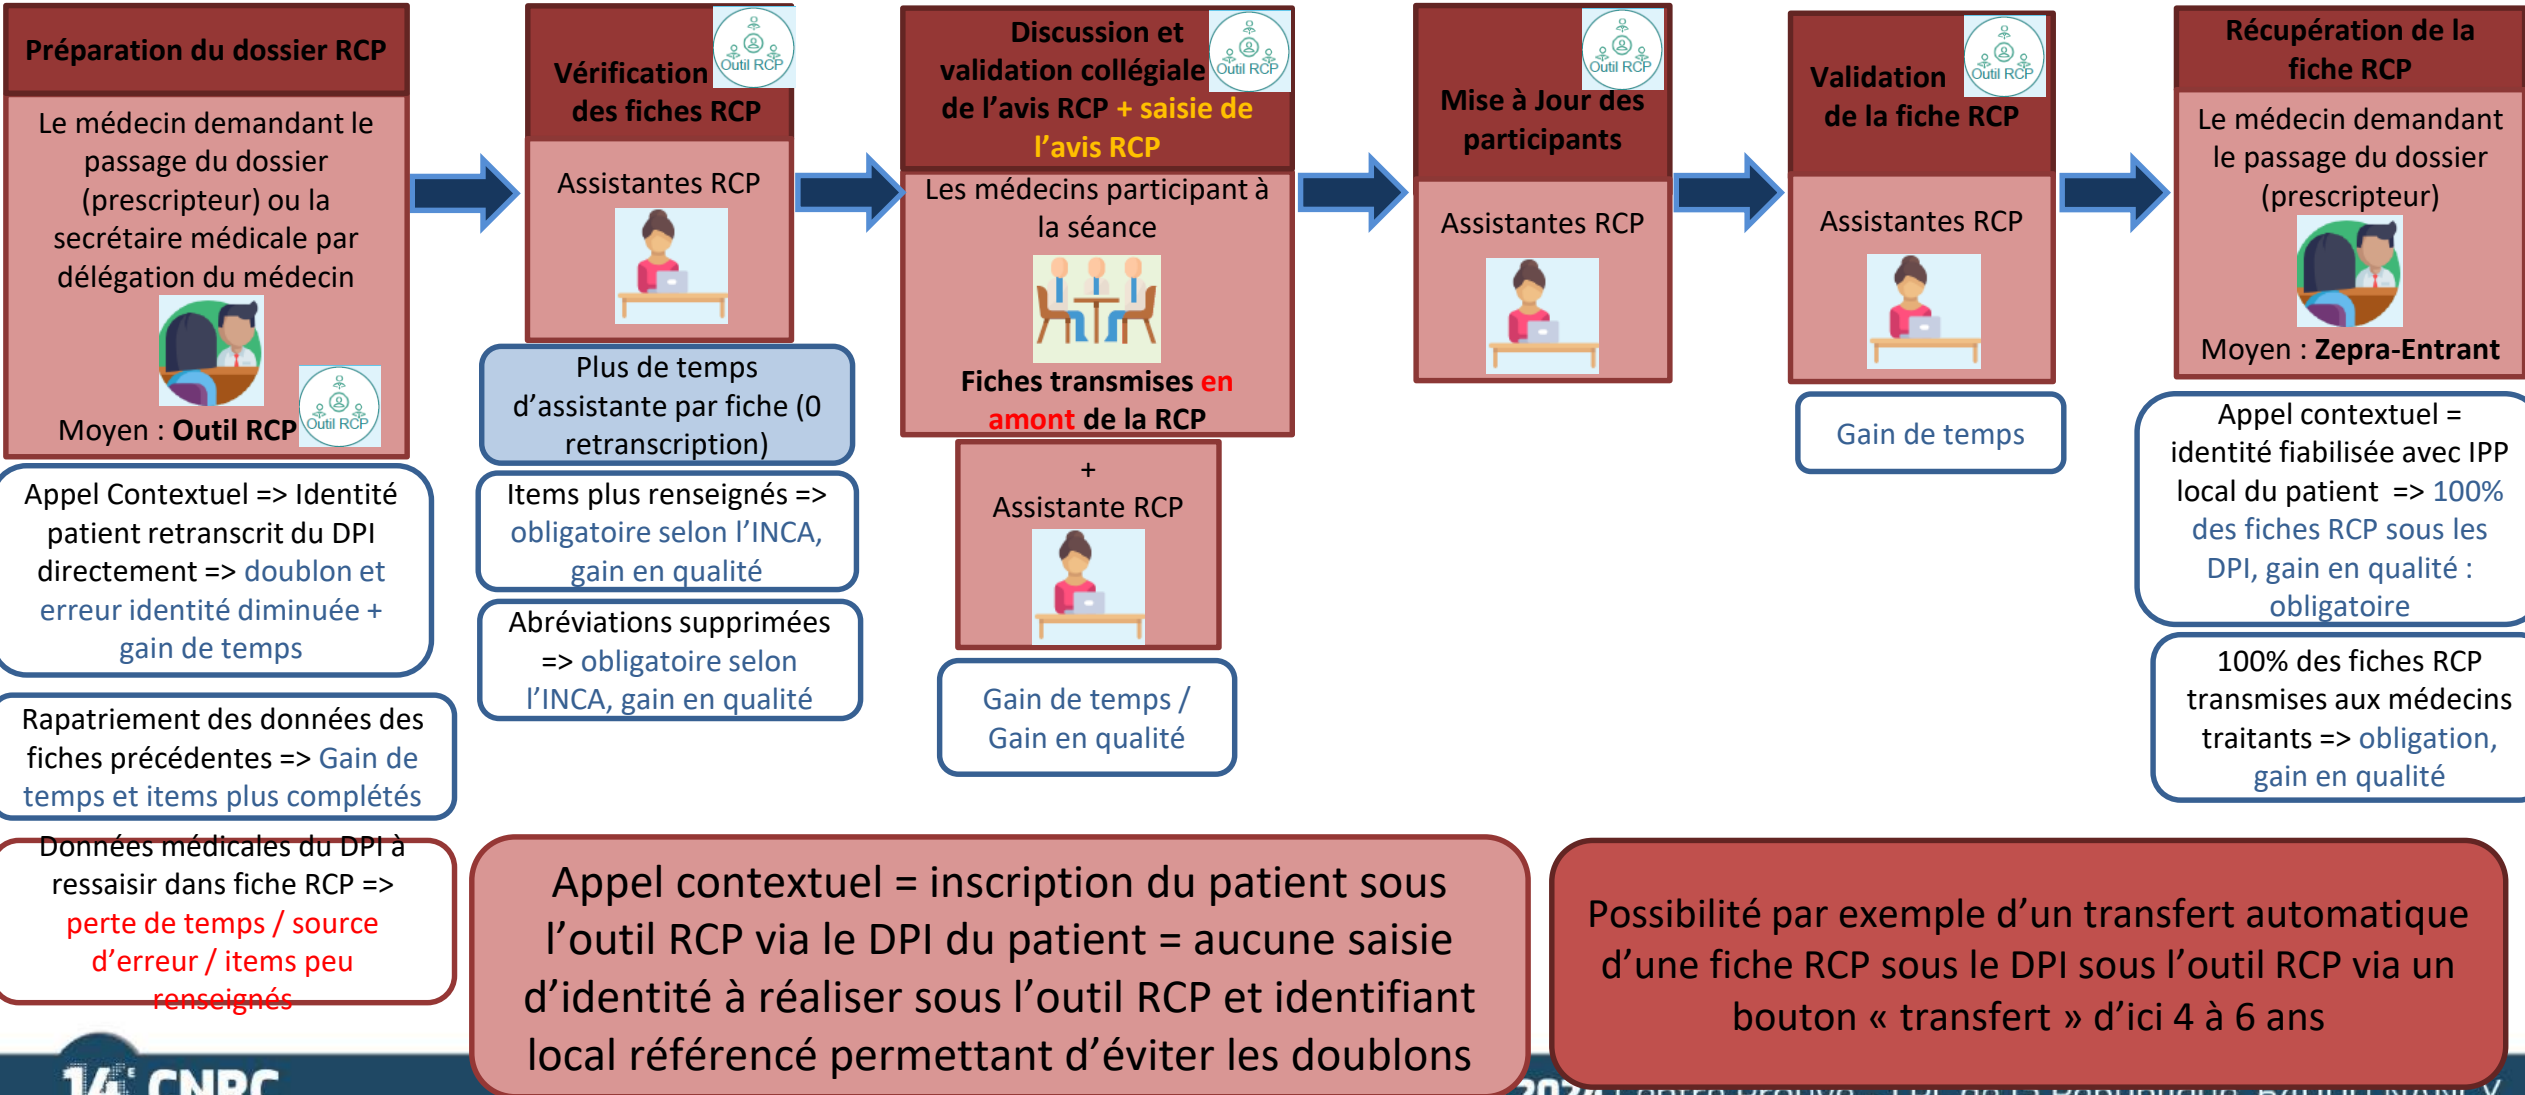 Préparation du dossier RCP
Le médecin demandant le
passage du dossier
(prescripteur) ou la
secrétaire médicale par
délégation du médecin
Moyen : Outil RCP
Outil RCP
Appel Contextuel => Identité
patient retranscrit du DPI
directement => doublon et
erreur identité diminuée +
gain de temps
Rapatriement des données des
fiches précédentes => Gain de
temps et items plus complétés
Données médicales du DPI à
ressaisir dans fiche RCP =>
perte de temps / source
d'erreur / items peu
renseignés
Outil RCP
Vérification
des fiches RCP
Assistantes RCP
Plus de temps
d'assistante par fiche (0
retranscription)
Items plus renseignés =>
obligatoire selon l'INCA,
gain en qualité
Abréviations supprimées
=> obligatoire selon
l'INCA, gain en qualité
Discussion et
validation collégiale
de l'avis RCP + saisie de
l'avis RCP
Outil RCP
Les médecins participant à
la séance
Fiches transmises en
amont de la RCP
+
Assistante RCP
Gain de temps /
Gain en qualité
Outil RCP
Mise à Jour des
participants
Assistantes RCP
Outil RCP
Validation
de la fiche RCP
Assistantes RCP
Gain de temps
Récupération de la
fiche RCP
Le médecin demandant
le passage du dossier
(prescripteur)
Moyen : Zepra-Entrant
Appel contextuel =
identité fiabilisée avec IPP
local du patient => 100%
des fiches RCP sous les
DPI, gain en qualité :
obligatoire
100% des fiches RCP
transmises aux médecins
traitants => obligation,
gain en qualité
Appel contextuel = inscription du patient sous
l'outil RCP via le DPI du patient = aucune saisie
d'identité à réaliser sous l'outil RCP et identifiant
local référencé permettant d'éviter les doublons
Possibilité par exemple d'un transfert automatique
d'une fiche RCP sous le DPI sous l'outil RCP via un
bouton « transfert » d'ici 4 à 6 ans
14E CNRC
2024 Centre Prouvé
de la République, 54000 NANCY